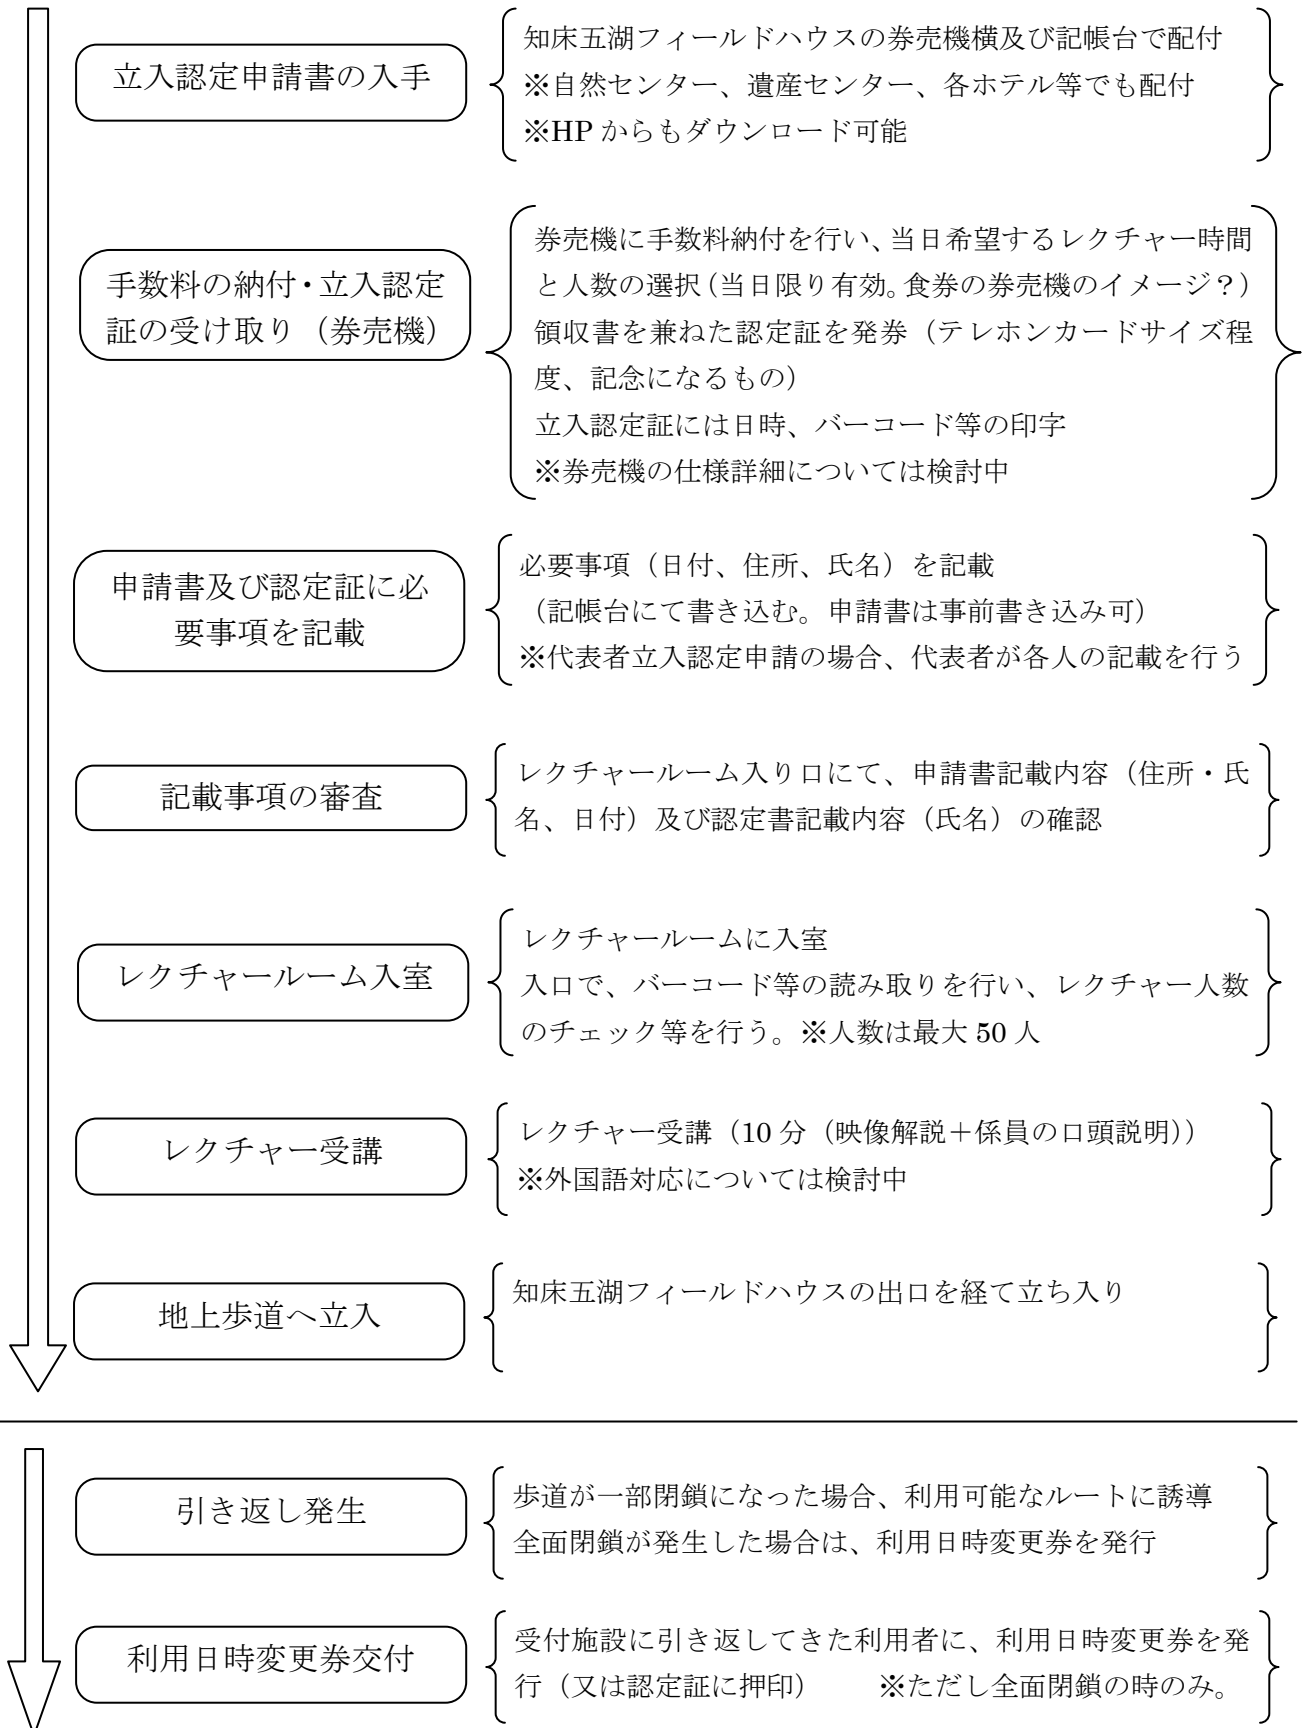 立入認定申請書の入手
知床五湖フィールドハウスの券売機横及び記帳台で配付
※自然センター、遺産センター、各ホテル等でも配付
※HP からもダウンロード可能
手数料の納付・立入認定
証の受け取り（券売機）
券売機に手数料納付を行い、当日希望するレクチャー時間
と人数の選択（当日限り有効。食券の券売機のイメージ？）
領収書を兼ねた認定証を発券（テレホンカードサイズ程
度、記念になるもの）
立入認定証には日時、バーコード等の印字
※券売機の仕様詳細については検討中
申請書及び認定証に必
要事項を記載
必要事項（日付、住所、氏名）を記載
（記帳台にて書き込む。申請書は事前書き込み可）
※代表者立入認定申請の場合、代表者が各人の記載を行う
記載事項の審査
レクチャールーム入り口にて、申請書記載内容（住所・氏
名、日付）及び認定書記載内容（氏名）の確認
レクチャールーム入室
レクチャールームに入室
入口で、バーコード等の読み取りを行い、レクチャー人数
のチェック等を行う。※人数は最大 50 人
レクチャー受講
レクチャー受講（10 分（映像解説＋係員の口頭説明））
※外国語対応については検討中
地上歩道へ立入
知床五湖フィールドハウスの出口を経て立ち入り
引き返し発生
歩道が一部閉鎖になった場合、利用可能なルートに誘導
全面閉鎖が発生した場合は、利用日時変更券を発行
利用日時変更券交付
受付施設に引き返してきた利用者に、利用日時変更券を発
行（又は認定証に押印）　　※ただし全面閉鎖の時のみ。